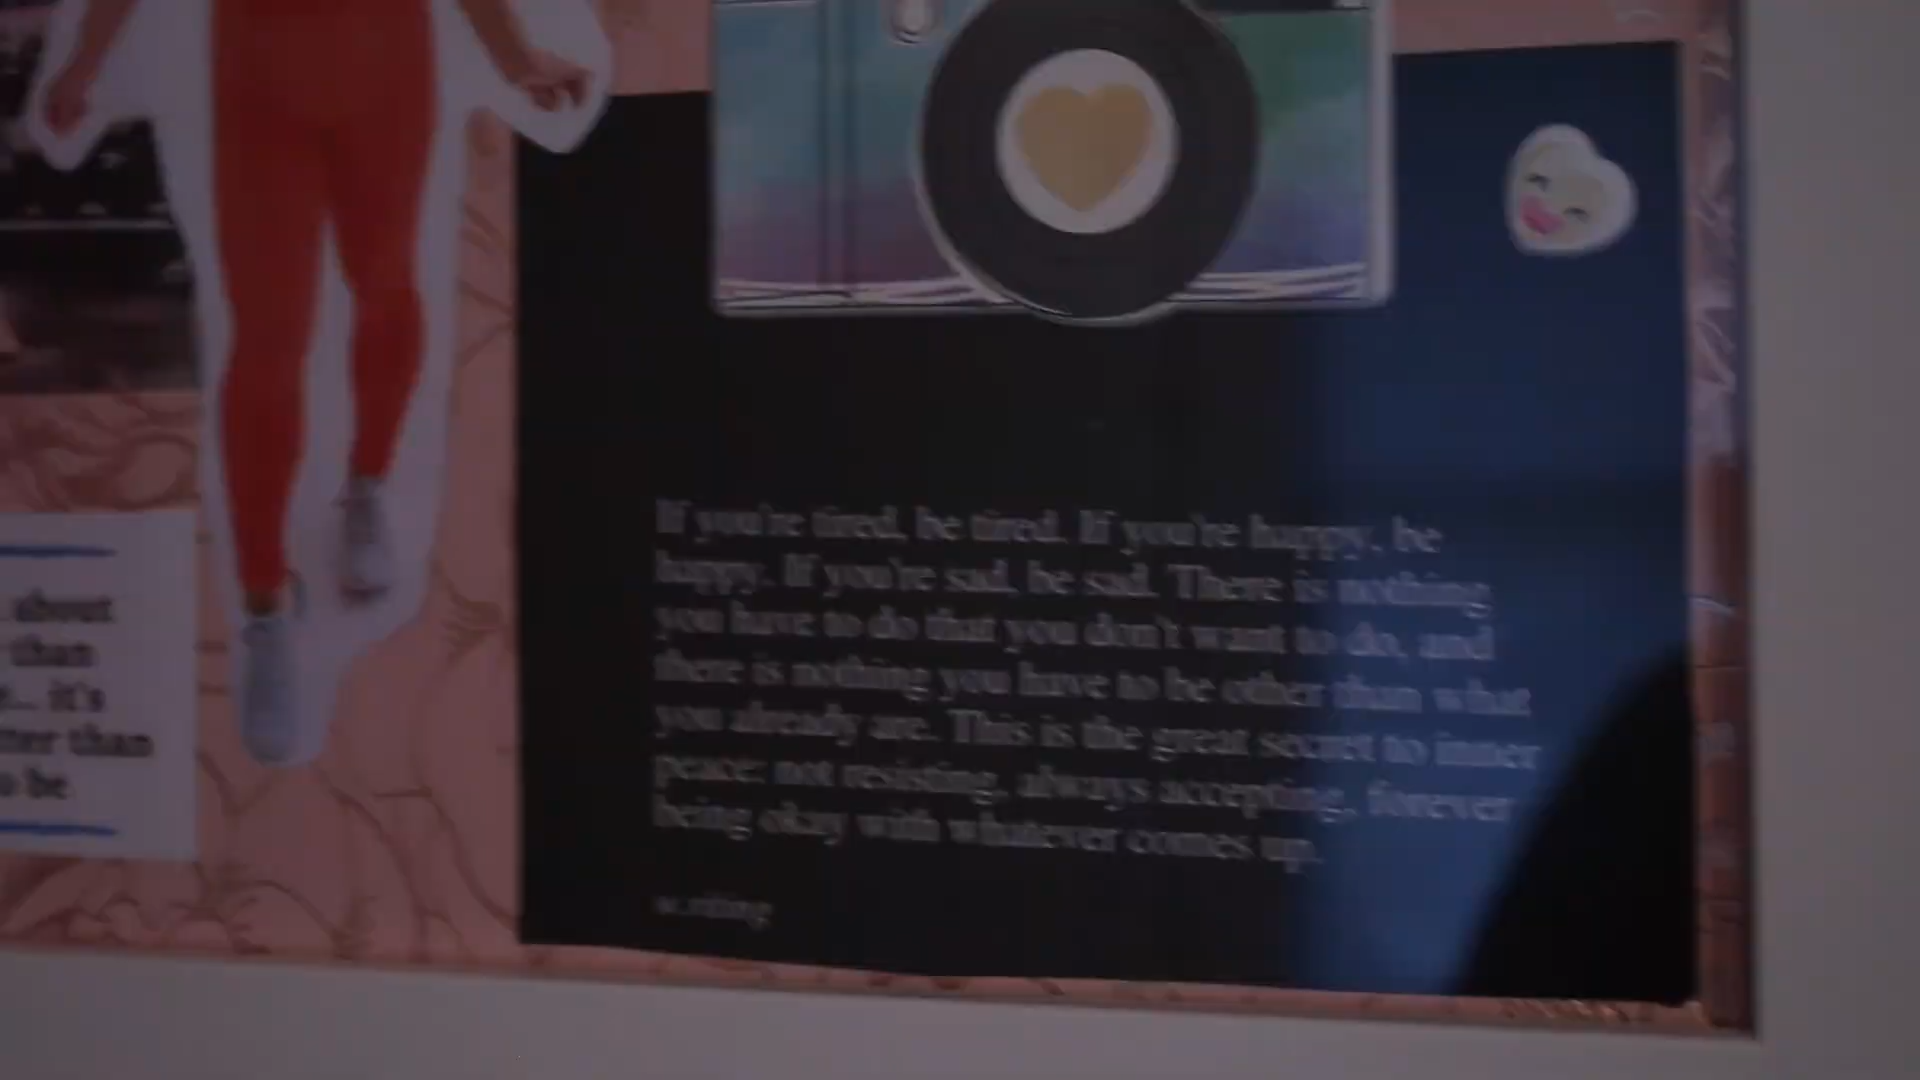 about
than
it's
than
be
If you're tired, be tired. If you're happy, be
happy. If you're sad, be sad. There is nothing
you have to do that you don't want to do, and
there is nothing you have to be other than what
you already are. This is the great secret to inner
peace: not resisting, always accepting, forever
being okay with whatever comes up.